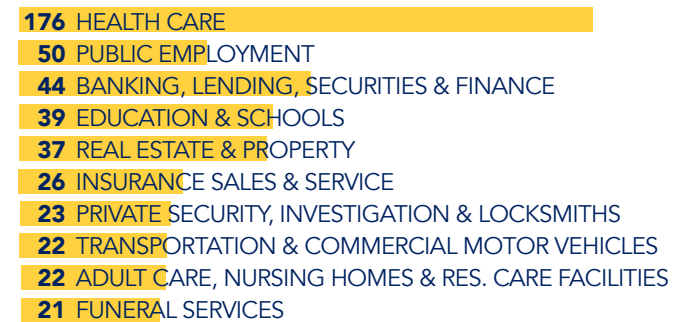 176 HEALTH CARE
50 PUBLIC EMPLOYMENT
44 BANKING, LENDING, SECURITIES & FINANCE
39 EDUCATION & SCHOOLS
37 REAL ESTATE & PROPERTY
26 INSURANCE SALES & SERVICE
23 PRIVATE SECURITY, INVESTIGATION & LOCKSMITHS
22 TRANSPORTATION & COMMERCIAL MOTOR VEHICLES
22 ADULT CARE, NURSING HOMES & RES. CARE FACILITIES
21 FUNERAL SERVICES